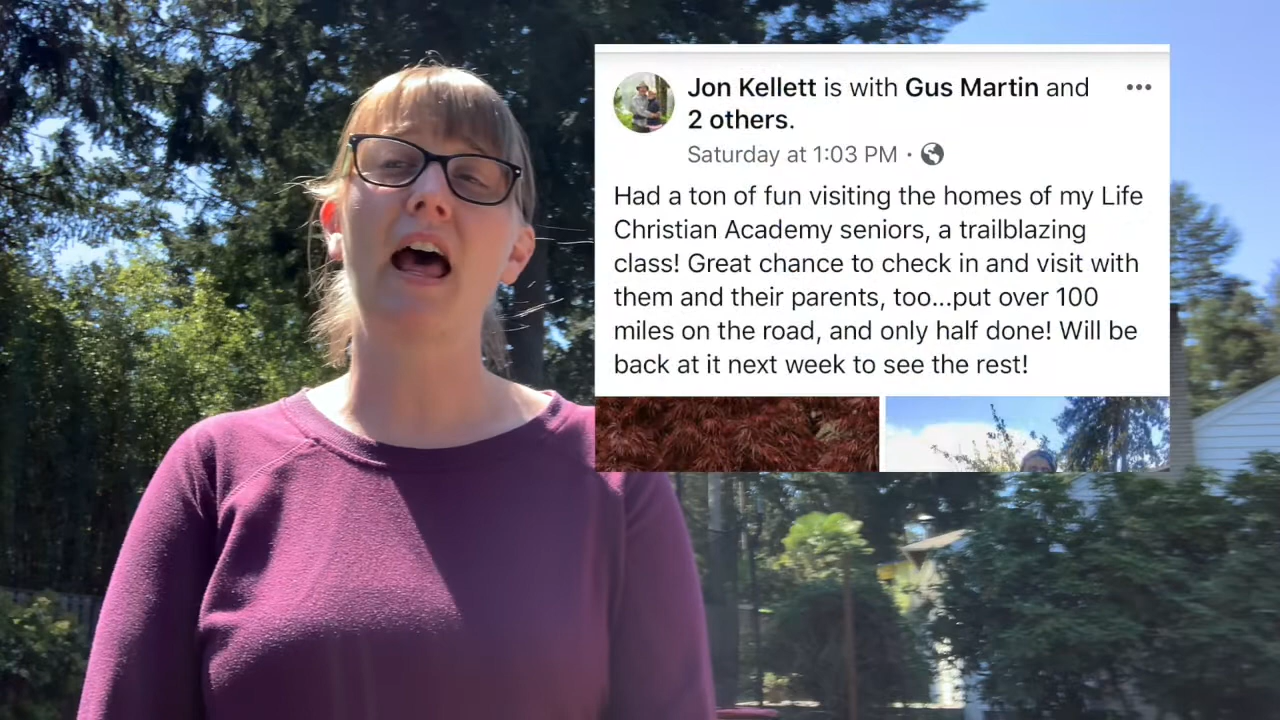 Jon Kellett is with Gus Martin and
2 others.
Saturday at 1:03 PM ·
Had a ton of fun visiting the homes of my Life
Christian Academy seniors, a trailblazing
class! Great chance to check in and visit with
them and their parents, too...put over 100
miles on the road, and only half done! Will be
back at it next week to see the rest!